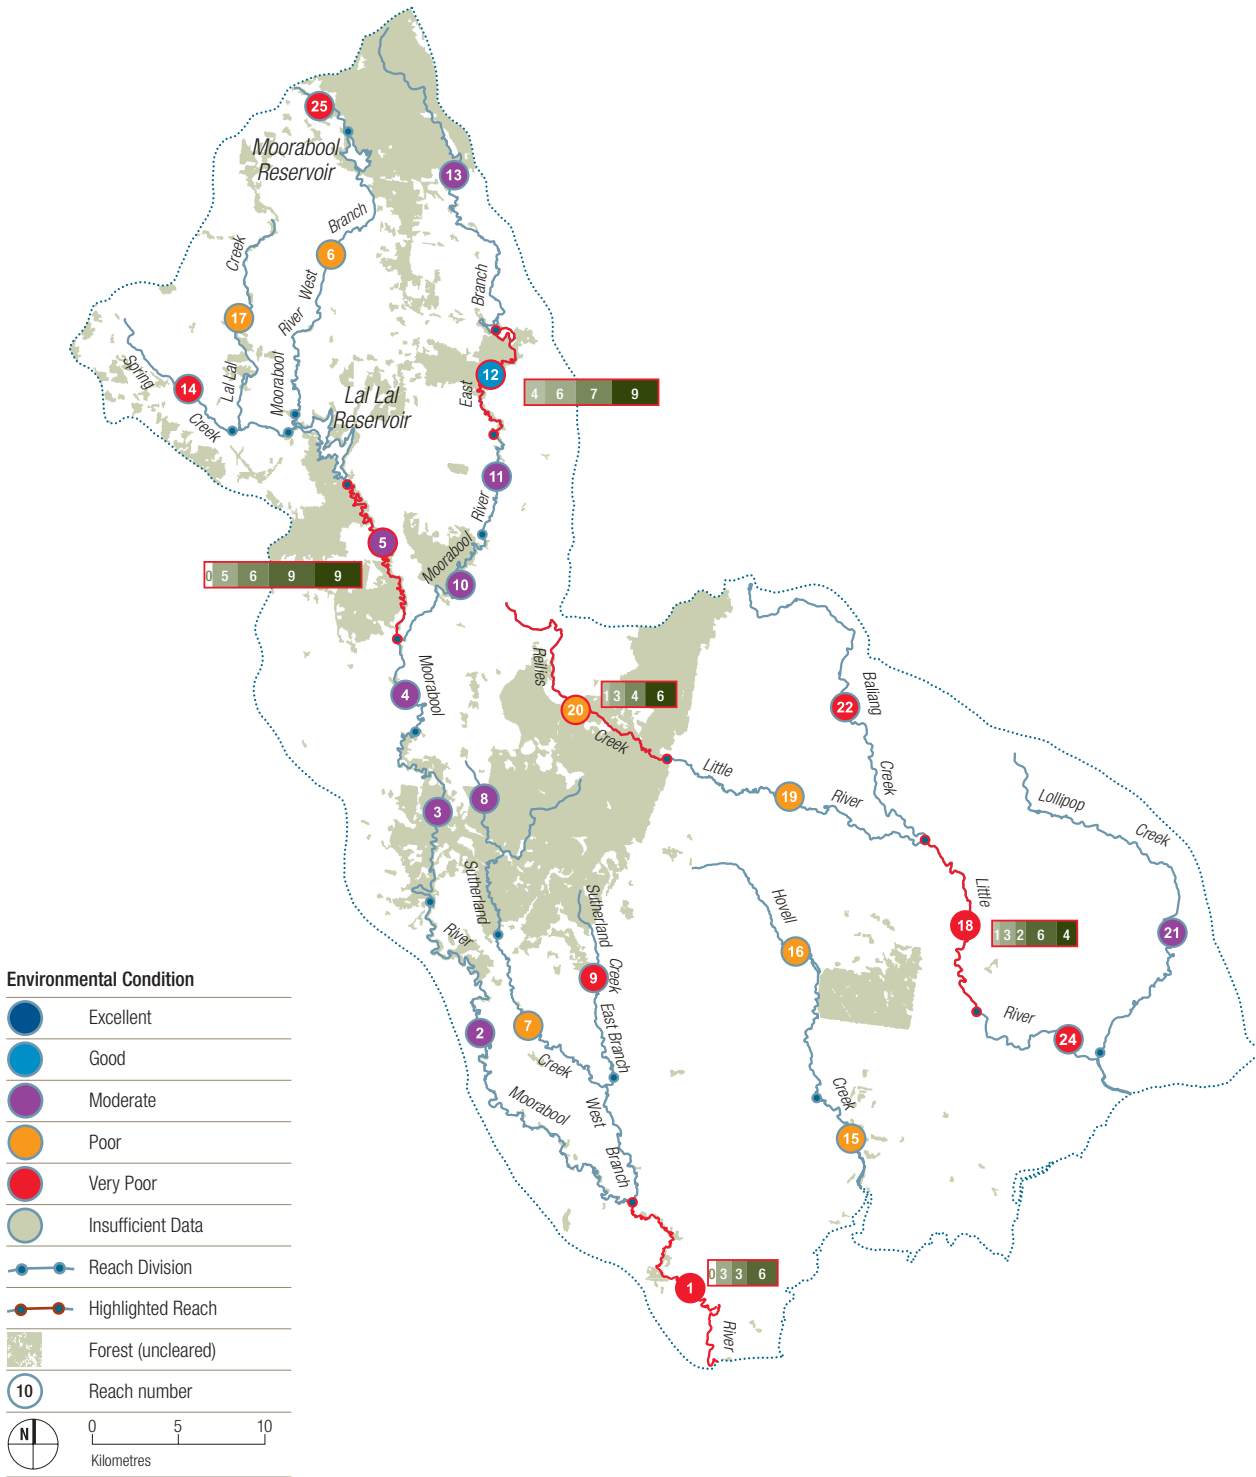 25
Moorabool
Reservoir
13
Branch
6
Creek
West
Branch
17
River
Spring
14
Lal Lal
Moorabool
12
East
4 6 7 9
Lal Lal
Reservoir
Creek
11
River
5
Moorabool
0 5 6 9 9
10
Reilies
Moorabool
4
1 3 4 6
20
Creek
Baliang
22
Little
19
River
Creek
Lollipop
Creek
8
3
Sutherland
Sutherland
Hovell
Little
18
1 3 2 6 4
21
River
16
9
Creek
Environmental Condition
Excellent
Good
Moderate
Poor
Very Poor
Insufficient Data
Reach Division
Highlighted Reach
Forest (uncleared)
10
Reach number
N
0 5 10
Kilometres
2
7
East Branch
River
24
Creek
Moorabool
West
Branch
Creek
15
0 3 3 6
1
River